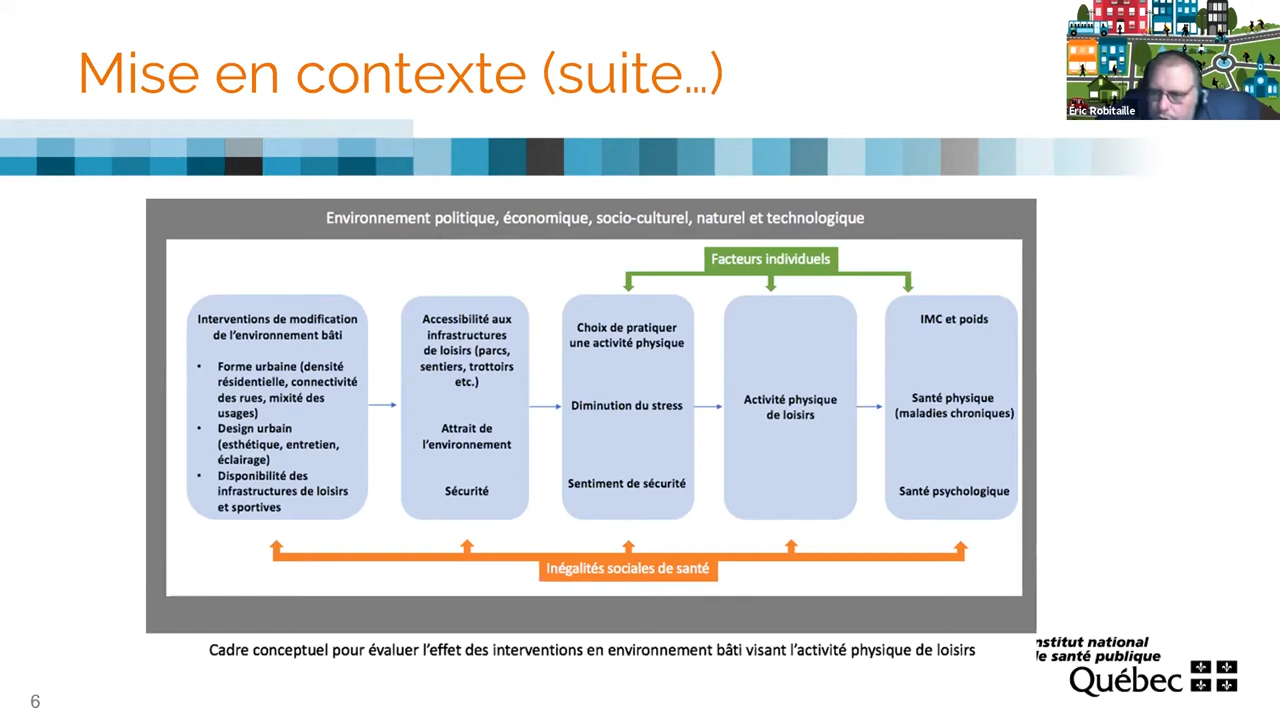 Mise en contexte (suite...)
Éric Robitaille
Environnement politique, économique, socio-culturel, naturel et technologique
Facteurs individuels
Interventions de modification
de l'environnement bâti
• Forme urbaine (densité
résidentielle, connectivité
des rues, mixité des
usages)
• Design urbain
(esthétique, entretien,
éclairage)
• Disponibilité des
infrastructures de loisirs
et sportives
Accessibilité aux
infrastructures
de loisirs (parcs,
sentiers, trottoirs
etc.)
Attrait de
l'environnement
Sécurité
Choix de pratiquer
une activité physique
Diminution du stress
Sentiment de sécurité
Activité physique
de loisirs
IMC et poids
Santé physique
(maladies chroniques)
Santé psychologique
Inégalités sociales de santé
Cadre conceptuel pour évaluer l'effet des interventions en environnement bâti visant l'activité physique de loisirs
nstitut national
de santé publique
Québec
6